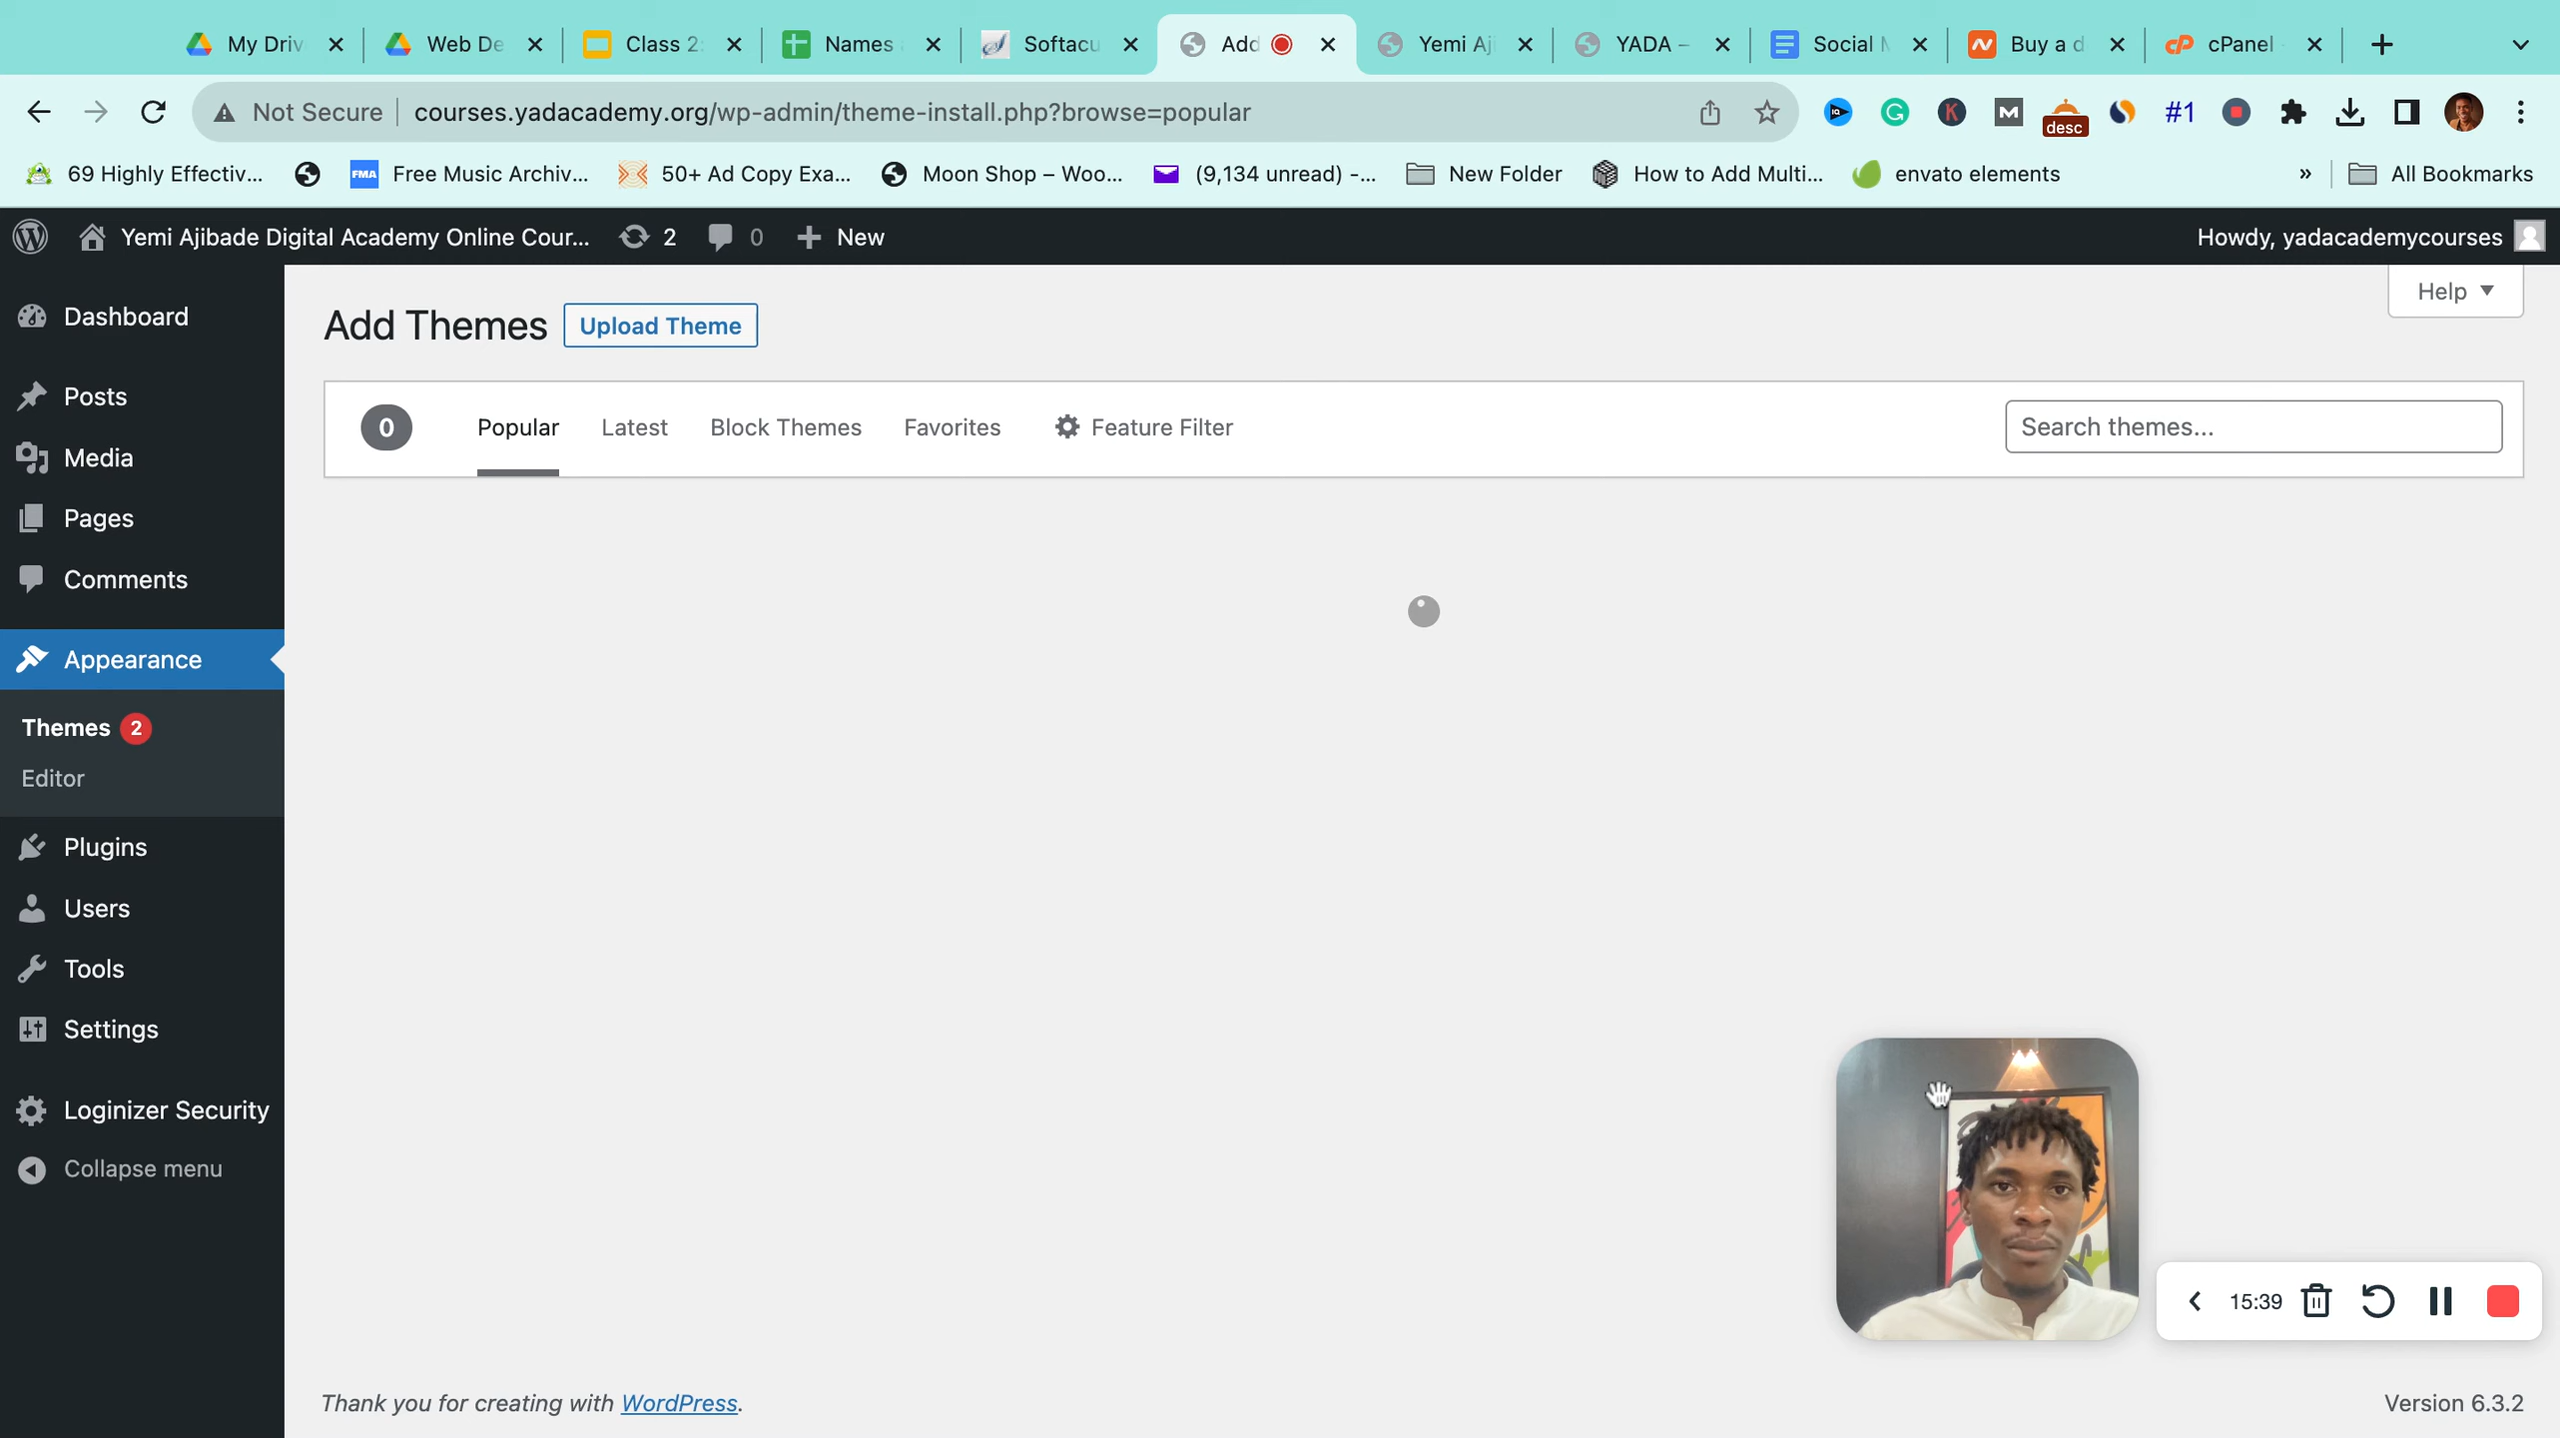 My Driv
Web De
Class 2:
Names
Softacu
Add
Yemi Aji
YADA –
Social M
Buy a d
cPanel
Not Secure
courses.yadacademy.org/wp-admin/theme-install.php?browse=popular
desc
#1
69 Highly Effectiv...
FMA
Free Music Archiv...
50+ Ad Copy Exa...
Moon Shop – Woo...
(9,134 unread) -...
New Folder
How to Add Multi...
envato elements
»
All Bookmarks
Yemi Ajibade Digital Academy Online Cour...
2
0
New
Howdy, yadacademycourses
Help
Dashboard
Posts
Media
Pages
Comments
Appearance
Themes 2
Editor
Plugins
Users
Tools
Settings
Loginizer Security
Collapse menu
Add Themes
Upload Theme
0
Popular
Latest
Block Themes
Favorites
Feature Filter
Search themes...
15:39
Thank you for creating with WordPress.
Version 6.3.2